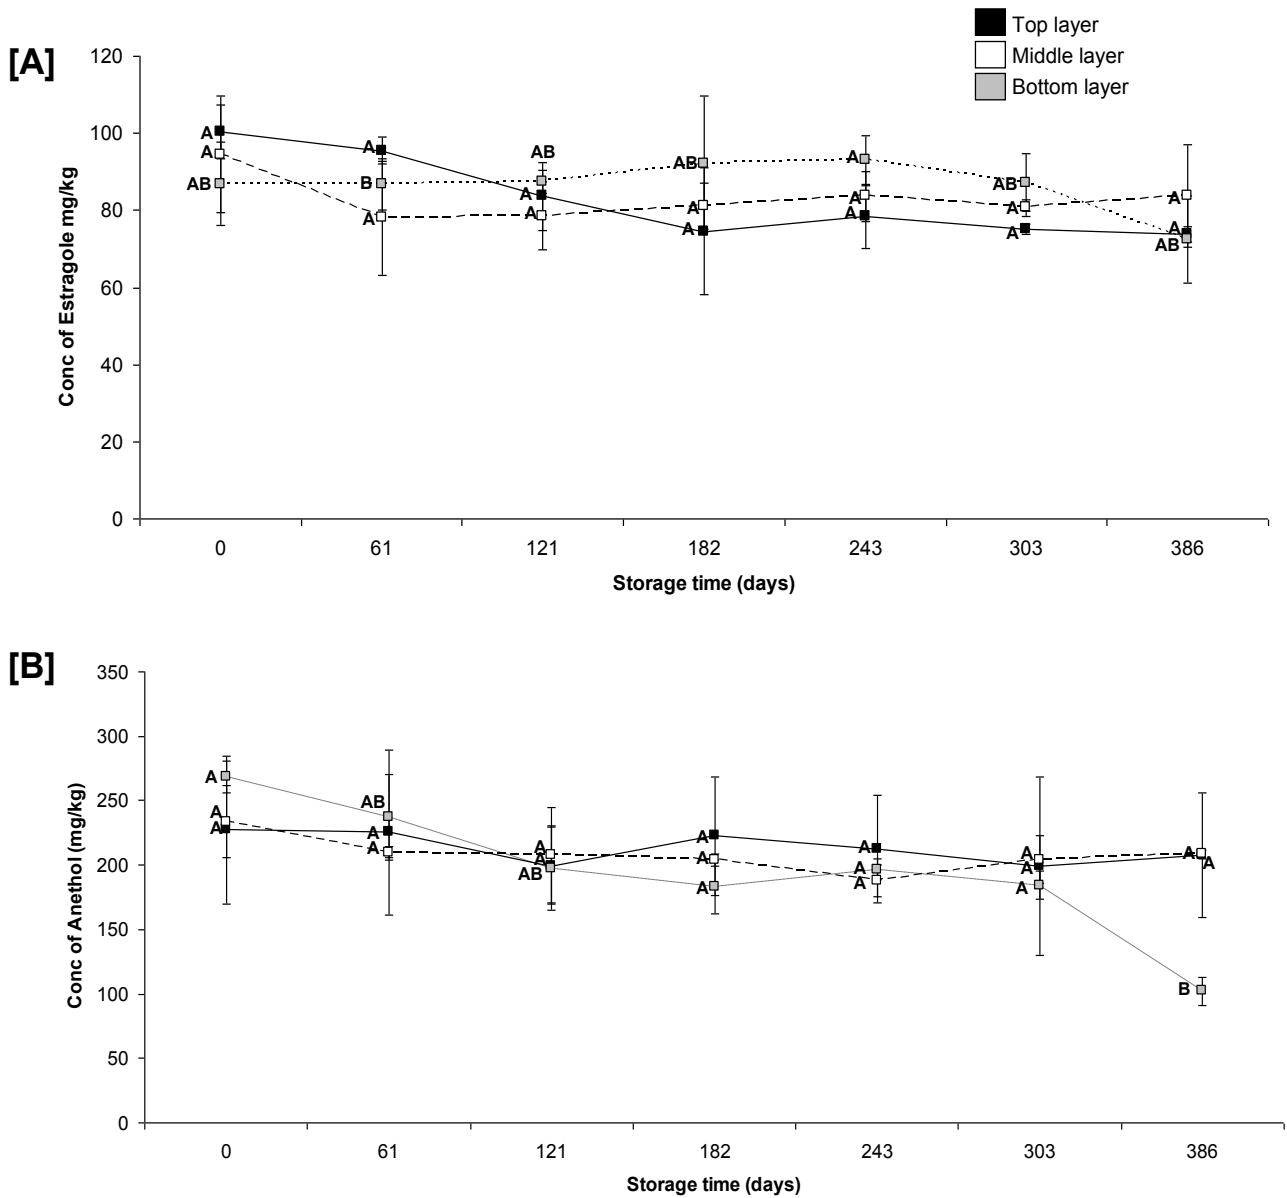 Top layer
Middle layer
Bottom layer
[A]
120
100
80
60
40
20
0
Conc of Estragole mg/kg
A
A
AB
A
B
A
AB
A
A
AB
A
A
A
A
A
AB
A
A
A
A
AB
0 61 121 182 243 303 386
Storage time (days)
[B]
350
300
250
200
150
100
50
0
Conc of Anethol (mg/kg)
A
A
A
AB
A
A
A
A
AB
A
A
A
A
A
A
A
A
A
A
A
B
0 61 121 182 243 303 386
Storage time (days)